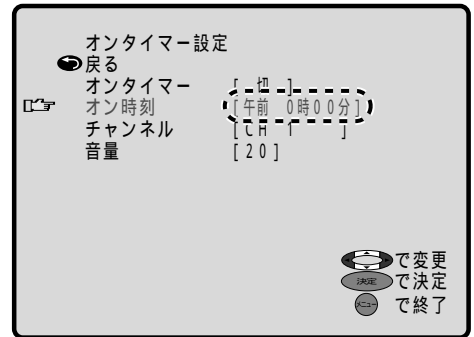 オンタイマー設定
戻る
オンタイマー [ 切 ]
オン時刻 [午前 0時00分]
チャンネル [CH 1 ]
音量 [20]
で変更
決定 で決定
メニュー で終了